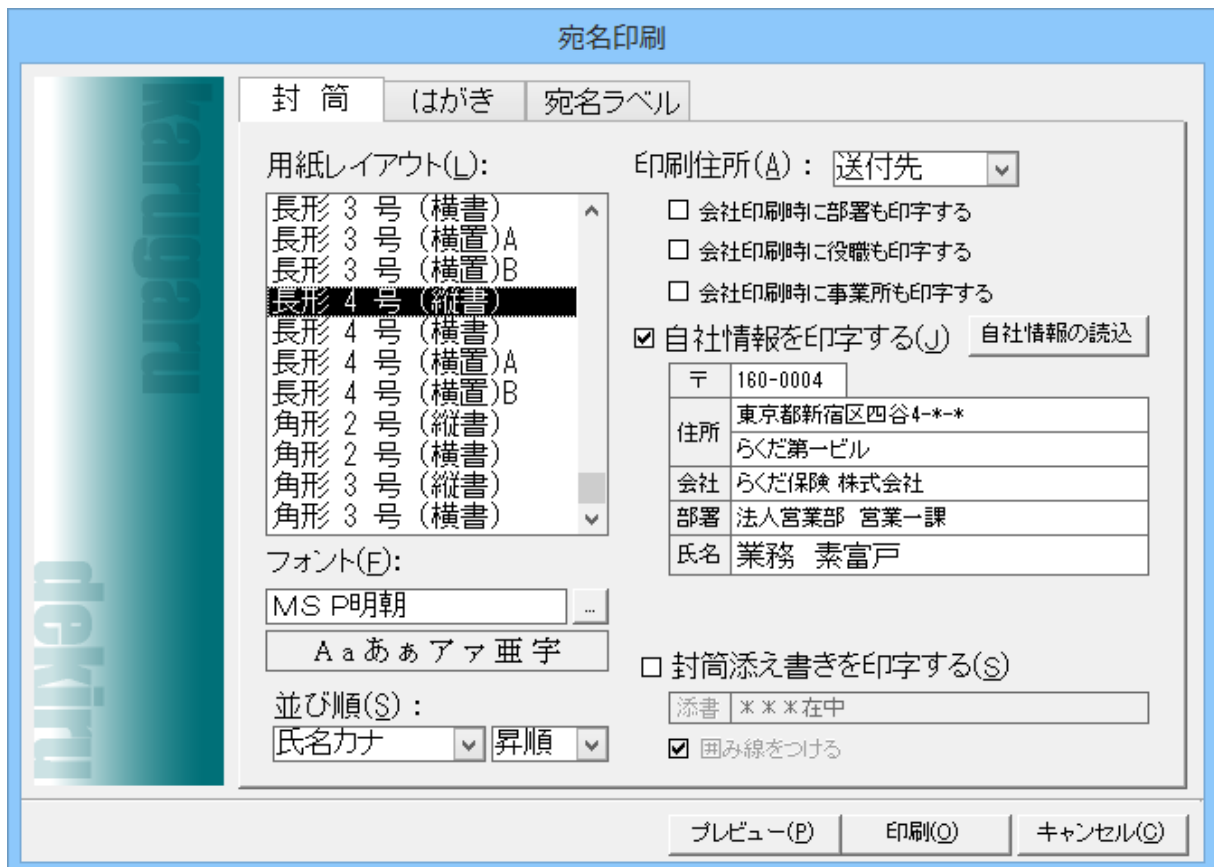 宛名印刷
karugaru
dekiru
封 筒
はがき
宛名ラベル
用紙レイアウト(L):
長形 3 号 (横書)
長形 3 号 (横置)A
長形 3 号 (横置)B
長形 4 号 (縦書)
長形 4 号 (横書)
長形 4 号 (横置)A
長形 4 号 (横置)B
角形 2 号 (縦書)
角形 2 号 (横書)
角形 3 号 (縦書)
角形 3 号 (横書)
フォント(F):
MS P明朝
...
Aaあぁアァ亜宇
並び順(S):
氏名カナ
昇順
印刷住所(A):
送付先
会社印刷時に部署も印字する
会社印刷時に役職も印字する
会社印刷時に事業所も印字する
自社情報を印字する(J)
自社情報の読込
〒 160-0004
住所 東京都新宿区四谷4-*-*
らくだ第一ビル
会社 らくだ保険 株式会社
部署 法人営業部 営業一課
氏名 業務 素富戸
封筒添え書きを印字する(S)
添書 ***在中
囲み線をつける
プレビュー(P)
印刷(O)
キャンセル(C)